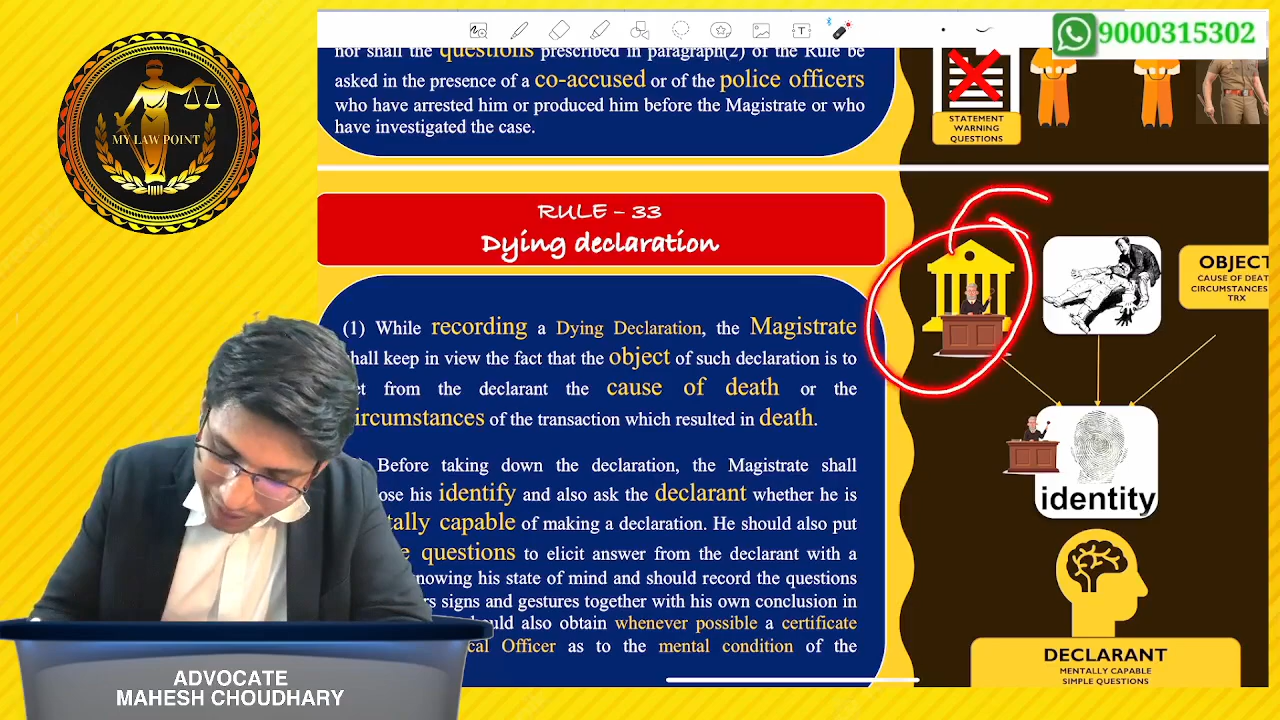 9000315302
MY LAW POINT
nor shall the questions prescribed in paragraph(2) of the Rule be
asked in the presence of a co-accused or of the police officers
who have arrested him or produced him before the Magistrate or who
have investigated the case.
STATEMENT
WARNING
QUESTIONS
RULE – 33
Dying declaration
(1) While recording a Dying Declaration, the Magistrate
hall keep in view the fact that the object of such declaration is to
et from the declarant the cause of death or the
ircumstances of the transaction which resulted in death.
Before taking down the declaration, the Magistrate shall
ose his identify and also ask the declarant whether he is
tally capable of making a declaration. He should also put
e questions to elicit answer from the declarant with a
nowing his state of mind and should record the questions
rs signs and gestures together with his own conclusion in
uld also obtain whenever possible a certificate
cal Officer as to the mental condition of the
OBJECT
CAUSE OF DEAT
CIRCUMSTANCES
TRX
identity
DECLARANT
MENTALLY CAPABLE
SIMPLE QUESTIONS
ADVOCATE
MAHESH CHOUDHARY